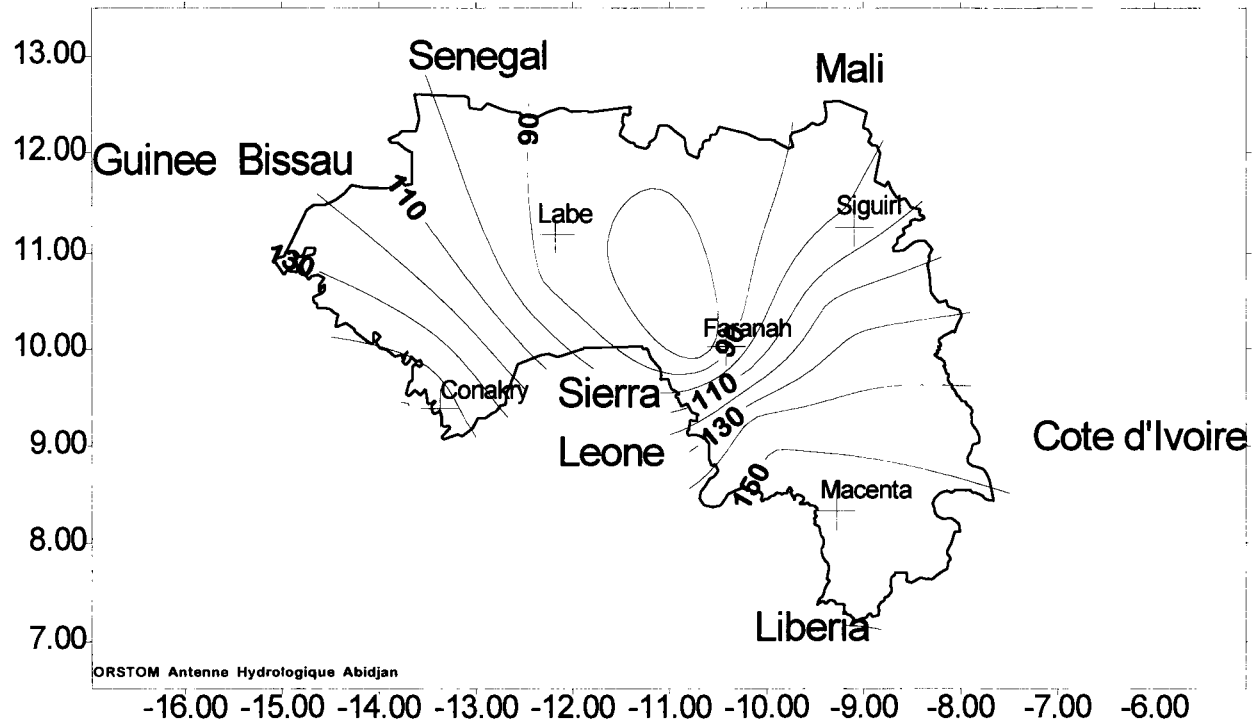 13.00
Senegal
Mali
12.00
Guinee Bissau
90
110
Labe
Siguiri
11.00
130
10.00
Faranah
90
Conakry
Sierra
110
9.00
Leone
130
Cote d'Ivoire
150
Macenta
8.00
7.00
Liberia
ORSTOM Antenne Hydrologique Abidjan
-16.00 -15.00 -14.00 -13.00 -12.00 -11.00 -10.00 -9.00 -8.00 -7.00 -6.00